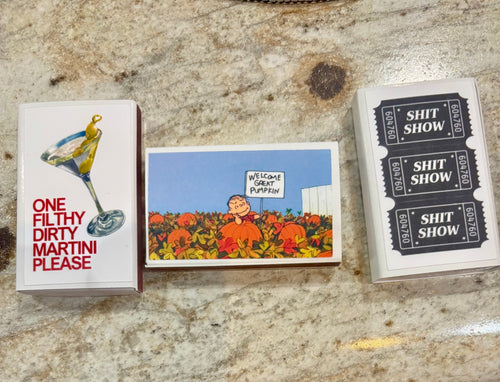 ONE
FILTHY
DIRTY
MARTINI
PLEASE
WELCOME
GREAT
PUMPKIN
604760
SHIT
SHOW
604760
604760
SHIT
SHOW
604760
604760
SHIT
SHOW
604760